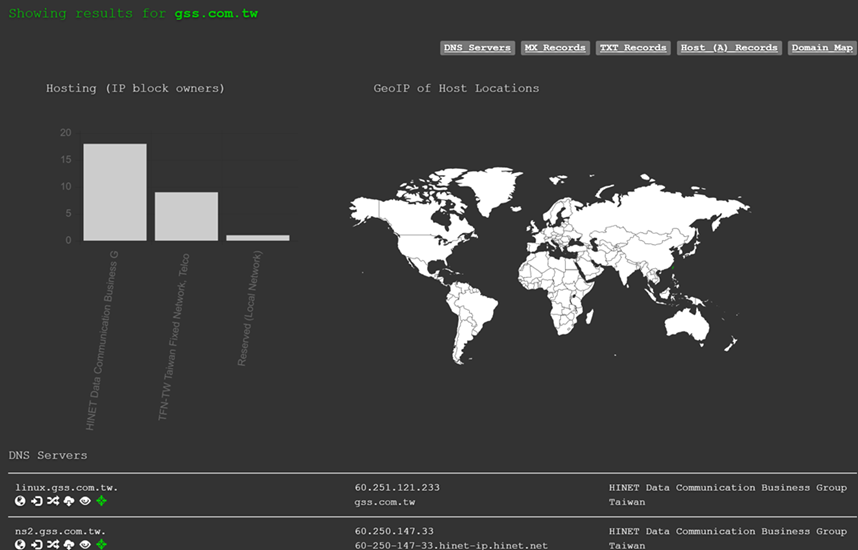 Showing results for gss.com.tw
DNS Servers MX Records TXT Records Host (A) Records Domain Map
Hosting (IP block owners) GeoIP of Host Locations
20
15
10
5
0
HINET Data Communication Business G
TFN-TW Taiwan Fixed Network, Telco
Reserved (Local Network)
DNS Servers
linux.gss.com.tw. 60.251.121.233 HINET Data Communication Business Group
gss.com.tw Taiwan
ns2.gss.com.tw. 60.250.147.33 HINET Data Communication Business Group
60-250-147-33.hinet-ip.hinet.net Taiwan